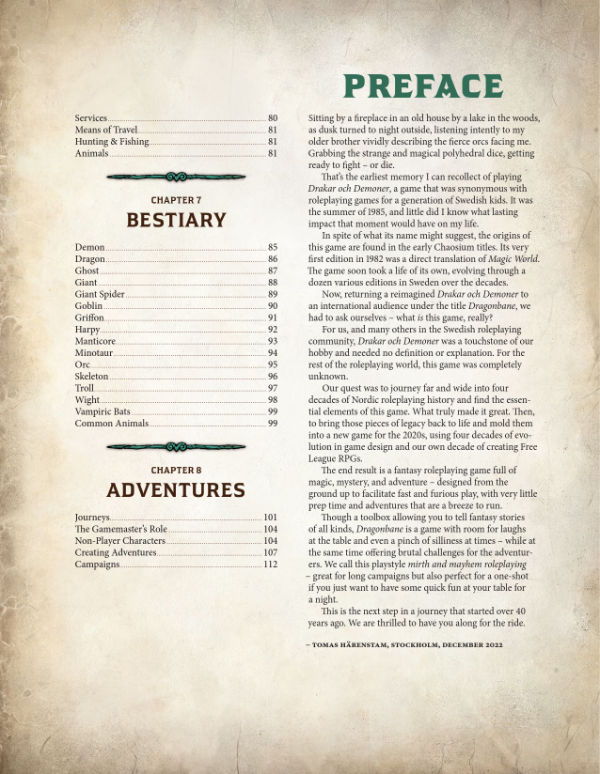 Services 80
Means of Travel 81
Hunting & Fishing 81
Animals 81
CHAPTER 7
BESTIARY
Demon 85
Dragon 86
Ghost 87
Giant 88
Giant Spider 89
Goblin 90
Griffon 91
Harpy 92
Manticore 93
Minotaur 94
Orc 95
Skeleton 96
Troll 97
Wight 98
Vampiric Bats 99
Common Animals 99
CHAPTER 8
ADVENTURES
Journeys 101
The Gamemaster's Role 104
Non-Player Characters 104
Creating Adventures 107
Campaigns 112
PREFACE
Sitting by a fireplace in an old house by a lake in the woods,
as dusk turned to night outside, listening intently to my
older brother vividly describing the fierce orcs facing me.
Grabbing the strange and magical polyhedral dice, getting
ready to fight – or die.
That's the earliest memory I can recollect of playing
Drakar och Demoner, a game that was synonymous with
roleplaying games for a generation of Swedish kids. It was
the summer of 1985, and little did I know what lasting
impact that moment would have on my life.
In spite of what its name might suggest, the origins of
this game are found in the early Chaosium titles. Its very
first edition in 1982 was a direct translation of Magic World.
The game soon took a life of its own, evolving through a
dozen various editions in Sweden over the decades.
Now, returning a reimagined Drakar och Demoner to
an international audience under the title Dragonbane, we
had to ask ourselves – what is this game, really?
For us, and many others in the Swedish roleplaying
community, Drakar och Demoner was a touchstone of our
hobby and needed no definition or explanation. For the
rest of the roleplaying world, this game was completely
unknown.
Our quest was to journey far and wide into four
decades of Nordic roleplaying history and find the essen-
tial elements of this game. What truly made it great. Then,
to bring those pieces of legacy back to life and mold them
into a new game for the 2020s, using four decades of evo-
lution in game design and our own decade of creating Free
League RPGs.
The end result is a fantasy roleplaying game full of
magic, mystery, and adventure – designed from the
ground up to facilitate fast and furious play, with very little
prep time and adventures that are a breeze to run.
Though a toolbox allowing you to tell fantasy stories
of all kinds, Dragonbane is a game with room for laughs
at the table and even a pinch of silliness at times – while at
the same time offering brutal challenges for the adventur-
ers. We call this playstyle mirth and mayhem roleplaying
– great for long campaigns but also perfect for a one-shot
if you just want to have some quick fun at your table for
a night.
This is the next step in a journey that started over 40
years ago. We are thrilled to have you along for the ride.
– TOMAS HÄRENSTAM, STOCKHOLM, DECEMBER 2022